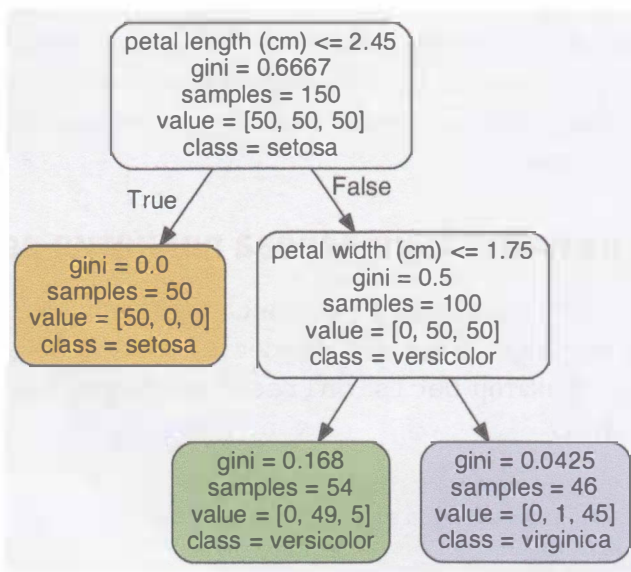 petal length (cm) <= 2.45
gini = 0.6667
samples = 150
value = [50, 50, 50]
class = setosa
True
False
gini = 0.0
samples = 50
value = [50, 0, 0]
class = setosa
petal width (cm) <= 1.75
gini = 0.5
samples = 100
value = [0, 50, 50]
class = versicolor
gini = 0.168
samples = 54
value = [0, 49, 5]
class = versicolor
gini = 0.0425
samples = 46
value = [0, 1, 45]
class = virginica